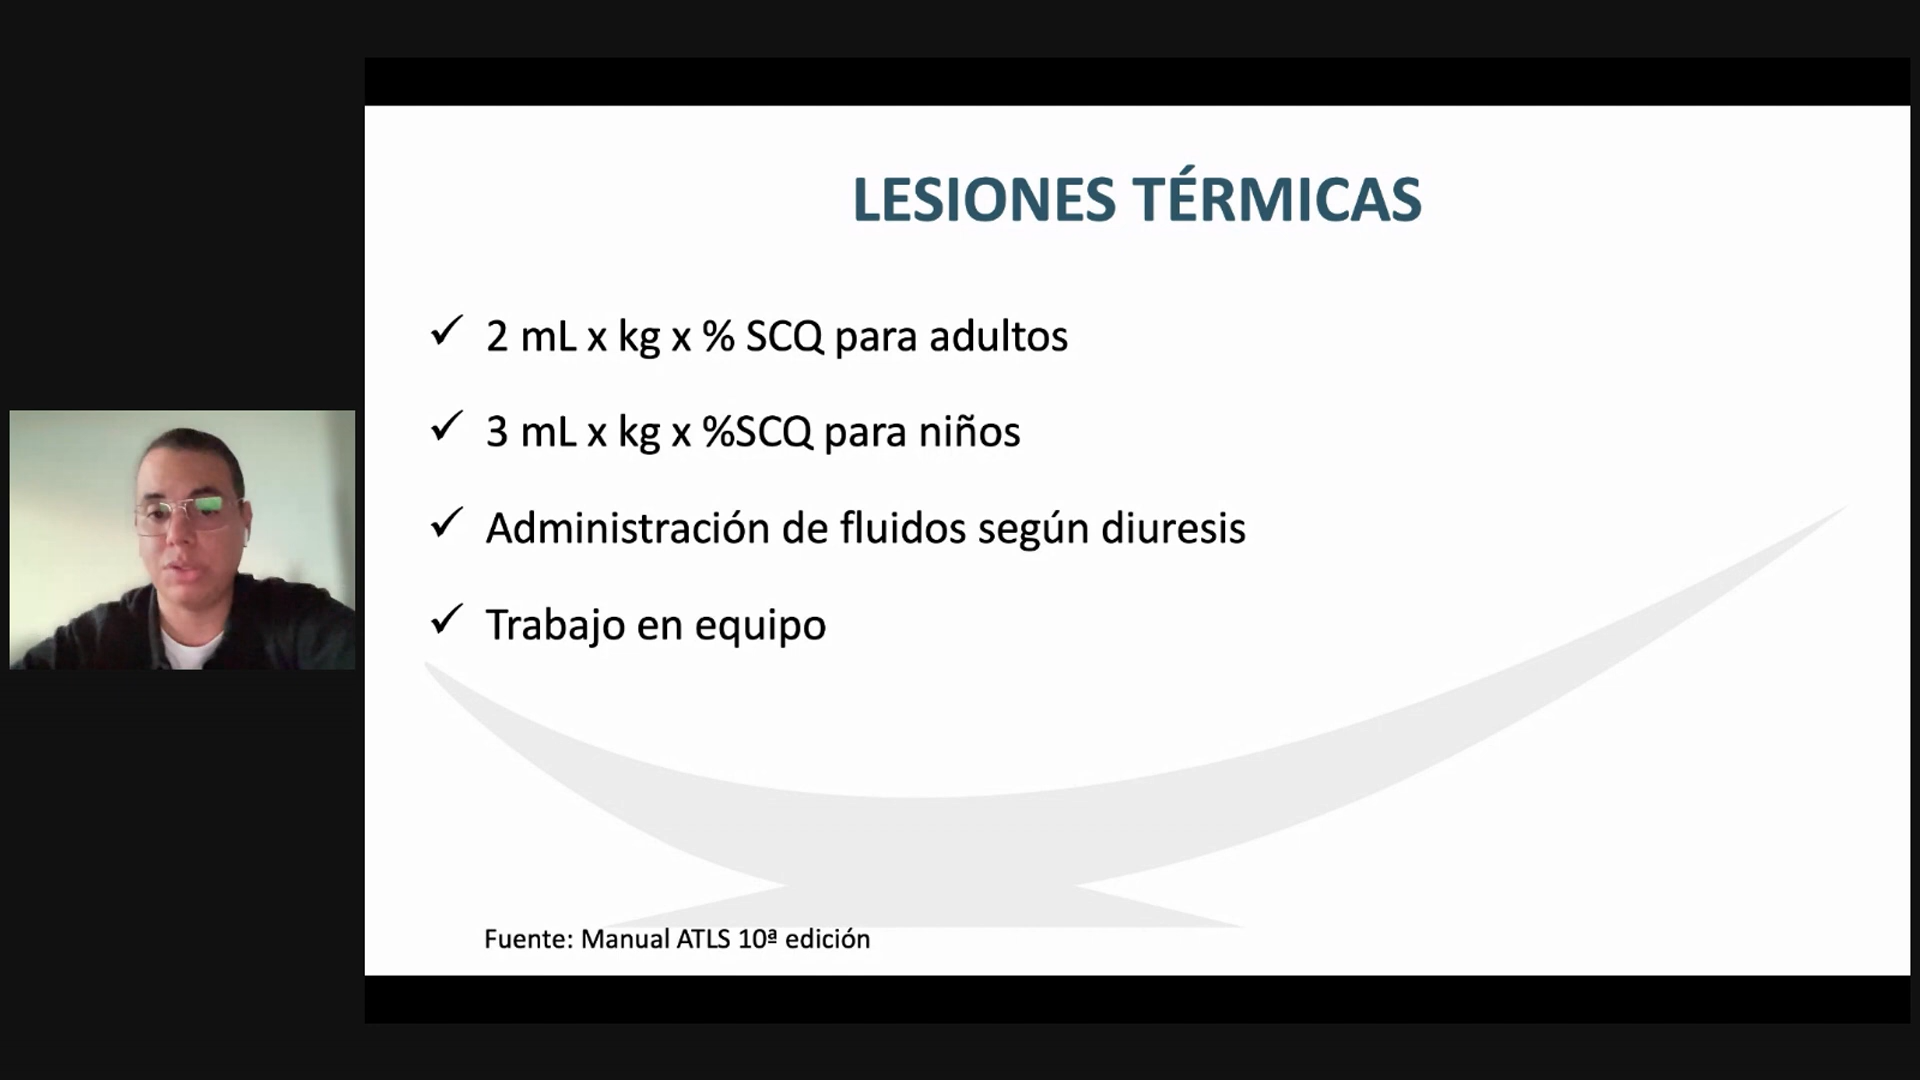 LESIONES TÉRMICAS
✓ 2 mL x kg x % SCQ para adultos
✓ 3 mL x kg x %SCQ para niños
✓ Administración de fluidos según diuresis
✓ Trabajo en equipo
Fuente: Manual ATLS 10ª edición